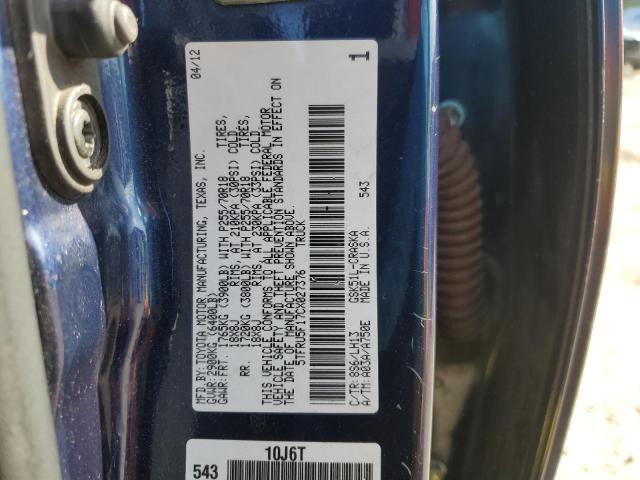 MFD.BY:TOYOTA MOTOR MANUFACTURING, TEXAS, INC. 04/12
GVWR:2900KG(6400LB)
GAWR:FRT. 1765KG(3900LB)WITH P255/70R18 TIRES,
18X8J RIMS, AT 210KPA(30PSI)COLD
RR. 1720KG(3800LB)WITH P255/70R18 TIRES,
18X8J RIMS, AT 230KPA(33PSI)COLD
THIS VEHICLE CONFORMS TO ALL APPLICABLE FEDERAL MOTOR
VEHICLE SAFETY AND THEFT PREVENTION STANDARDS IN EFFECT ON
THE DATE OF MANUFACTURE SHOWN ABOVE.
5TFRU5F17CX027376 TRUCK
1
C/TR:8S6/LH13 GSK51L-CRASKA
A/TM:A03A/A750E MADE IN U.S.A. 543
10J6T
543